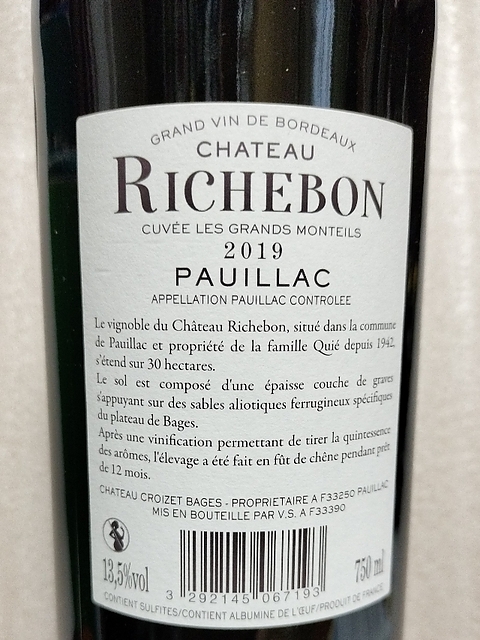 GRAND VIN DE BORDEAUX
CHATEAU
RICHEBON
CUVÉE LES GRANDS MONTEILS
2019
PAUILLAC
APPELLATION PAUILLAC CONTROLEE
Le vignoble du Château Richebon, situé dans la commune
de Pauillac et propriété de la famille Quié depuis 1942,
s'étend sur 30 hectares.
Le sol est composé d'une épaisse couche de graves
s'appuyant sur des sables aliotiques ferrugineux spécifiques
du plateau de Bages.
Après une vinification permettant de tirer la quintessence
des arômes, l'élevage a été fait en fût de chêne pendant prêt
de 12 mois.
CHATEAU CROIZET BAGES - PROPRIETAIRE A F33250 PAUILLAC
MIS EN BOUTEILLE PAR V.S. A F33390
13,5%vol
750 ml
3 292145 067193
CONTIENT SULFITES/CONTIENT ALBUMINE DE L'ŒUF/PRODUIT DE FRANCE